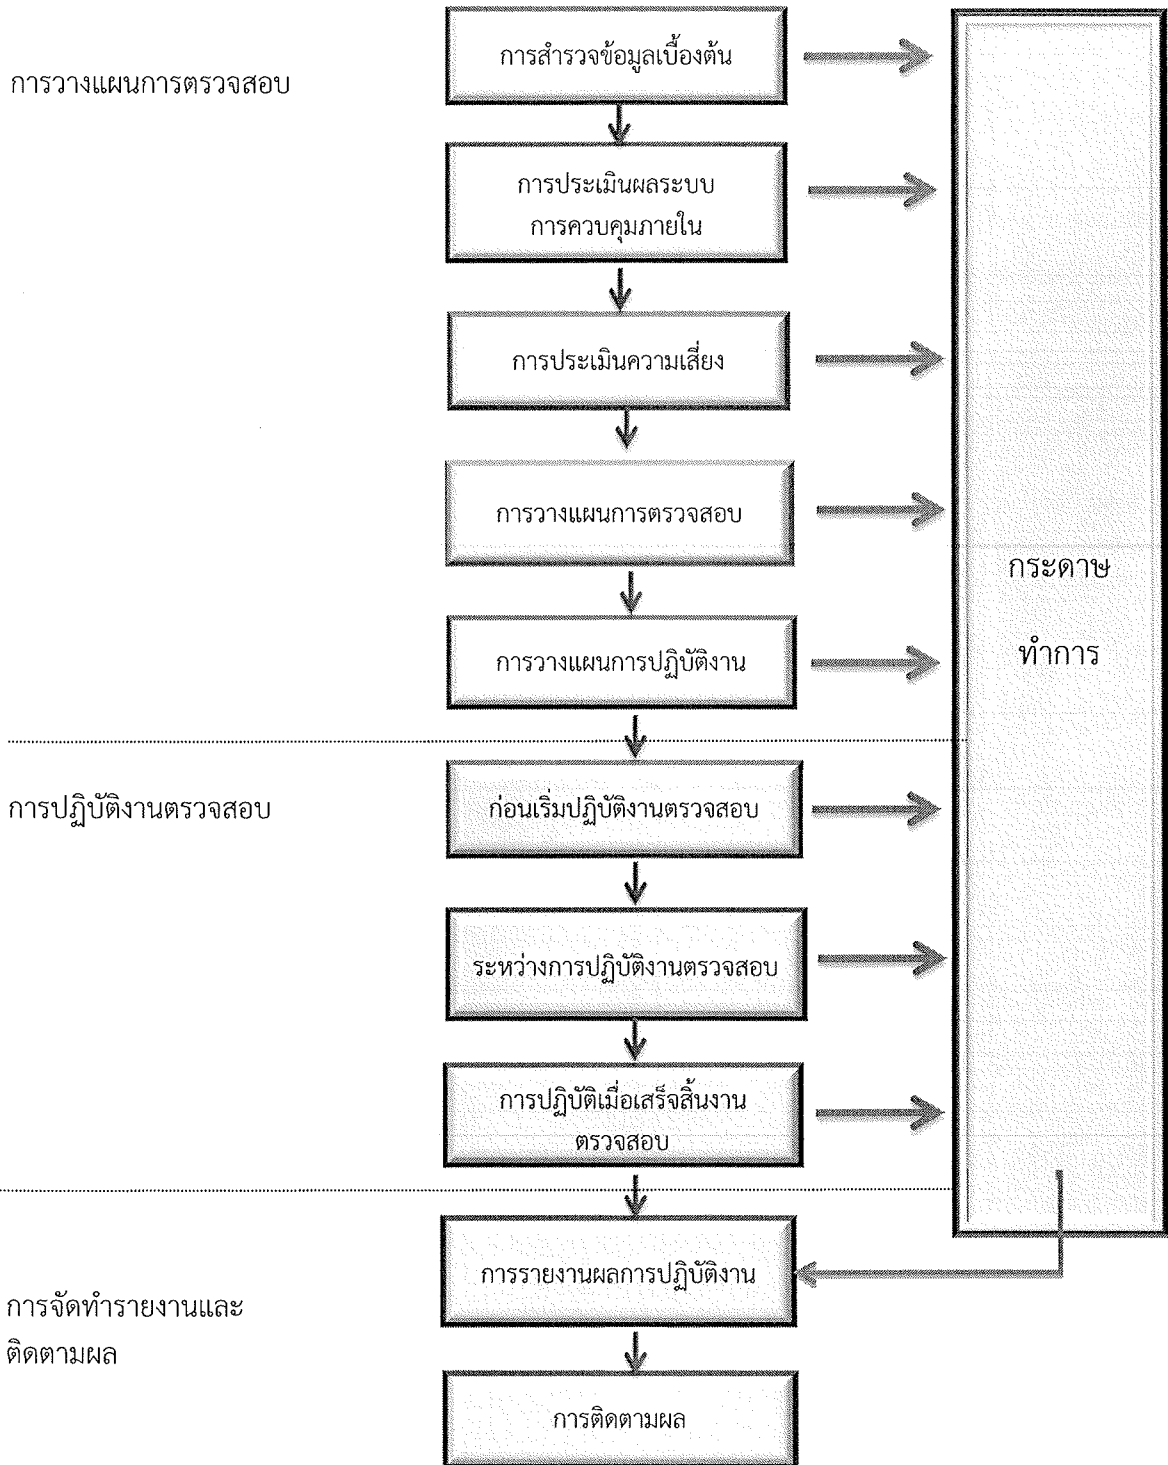 การวางแผนการตรวจสอบ
การสำรวจข้อมูลเบื้องต้น
การประเมินผลระบบ
การควบคุมภายใน
การประเมินความเสี่ยง
การวางแผนการตรวจสอบ
การวางแผนการปฏิบัติงาน
กระดาษ
ทำการ
การปฏิบัติงานตรวจสอบ
ก่อนเริ่มปฏิบัติงานตรวจสอบ
ระหว่างการปฏิบัติงานตรวจสอบ
การปฏิบัติเมื่อเสร็จสิ้นงาน
ตรวจสอบ
การจัดทำรายงานและ
ติดตามผล
การรายงานผลการปฏิบัติงาน
การติดตามผล